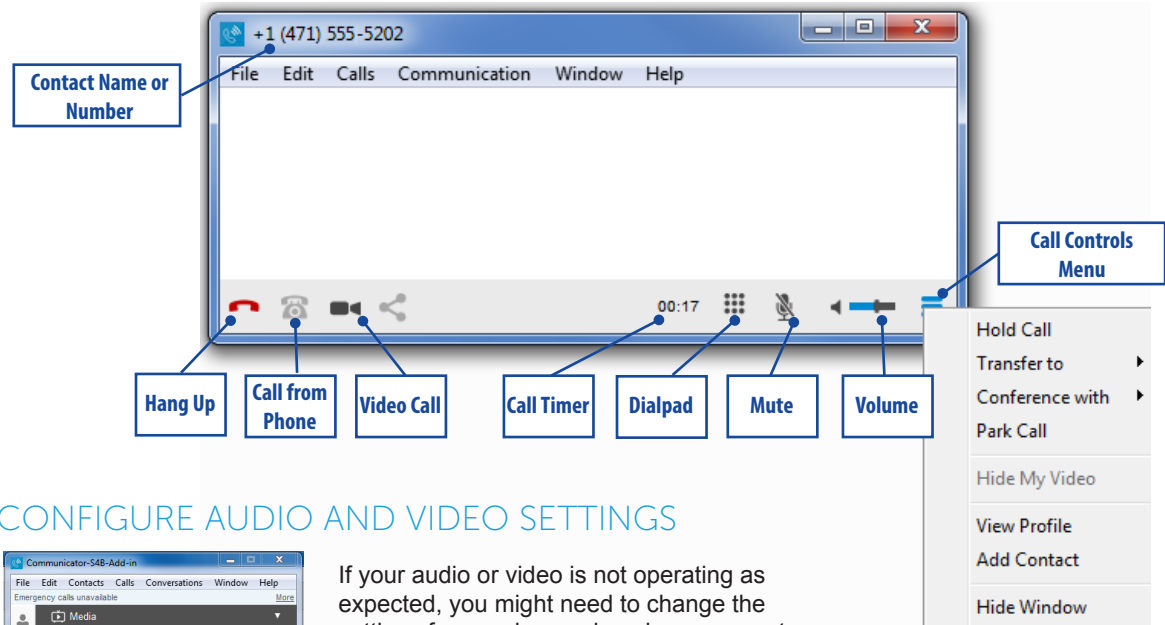 +1 (471) 555-5202
File Edit Calls Communication Window Help
Contact Name or
Number
Call Controls
Menu
00:17
Hang Up
Call from
Phone
Video Call
Call Timer
Dialpad
Mute
Volume
Hold Call
Transfer to
Conference with
Park Call
Hide My Video
View Profile
Add Contact
Hide Window
CONFIGURE AUDIO AND VIDEO SETTINGS
Communicator-S4B-Add-in
File Edit Contacts Calls Conversations Window Help
Emergency calls unavailable More
Media
If your audio or video is not operating as
expected, you might need to change the